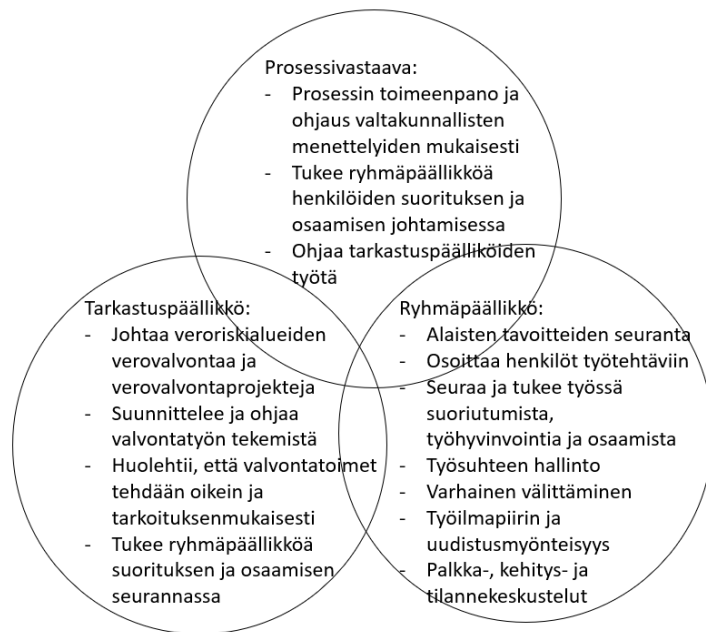 Prosessivastaava:
- Prosessin toimeenpano ja
ohjaus valtakunnallisten
menettelyiden mukaisesti
- Tukee ryhmäpäällikköä
henkilöiden suorituksen ja
osaamisen johtamisessa
- Ohjaa tarkastuspäälliköiden
työtä
Tarkastuspäällikkö:
- Johtaa veroriskialueiden
verovalvontaa ja
verovalvontaprojekteja
- Suunnittelee ja ohjaa
valvontatyön tekemistä
- Huolehtii, että valvontatoimet
tehdään oikein ja
tarkoituksenmukaisesti
- Tukee ryhmäpäällikköä
suorituksen ja osaamisen
seurannassa
Ryhmäpäällikkö:
- Alaisten tavoitteiden seuranta
- Osoittaa henkilöt työtehtäviin
- Seuraa ja tukee työssä
suoriutumista,
työhyvinvointia ja osaamista
- Työsuhteen hallinto
- Varhainen välittäminen
- Työilmapiirin ja
uudistusmyönteisyys
- Palkka-, kehitys- ja
tilannekeskustelut